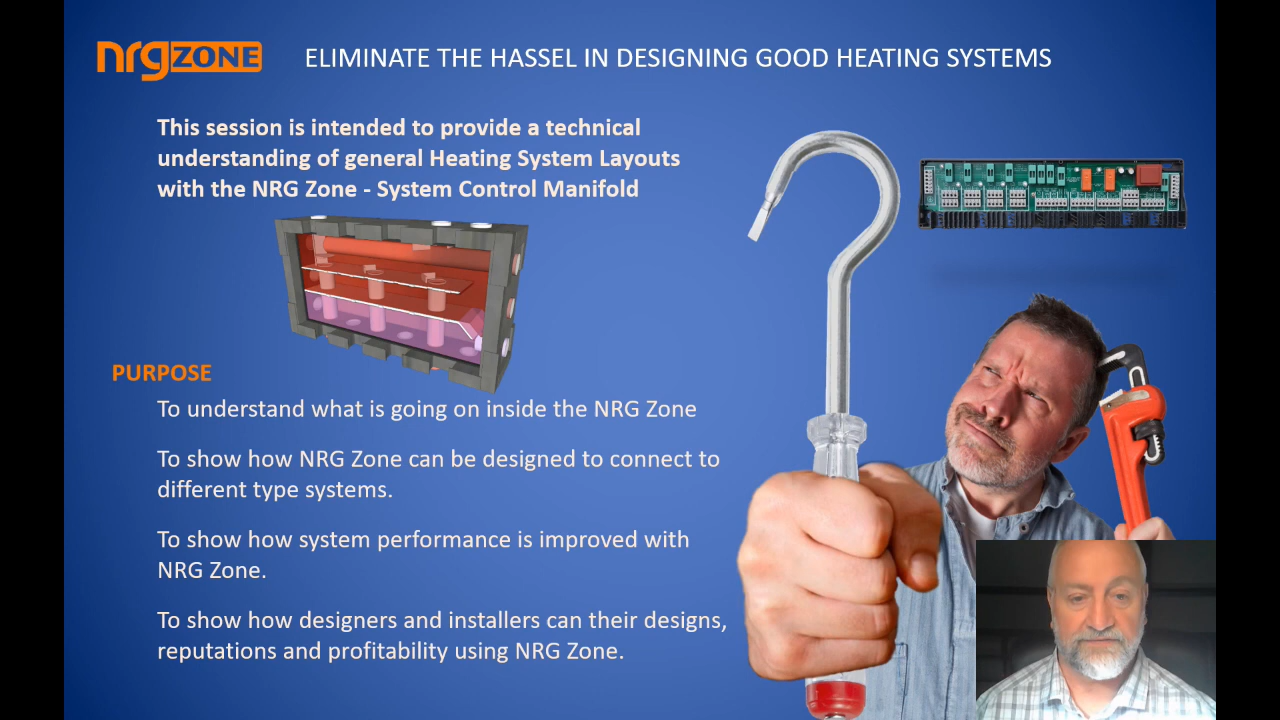 nrgZONE
ELIMINATE THE HASSEL IN DESIGNING GOOD HEATING SYSTEMS
This session is intended to provide a technical
understanding of general Heating System Layouts
with the NRG Zone - System Control Manifold
PURPOSE
To understand what is going on inside the NRG Zone
To show how NRG Zone can be designed to connect to
different type systems.
To show how system performance is improved with
NRG Zone.
To show how designers and installers can their designs,
reputations and profitability using NRG Zone.